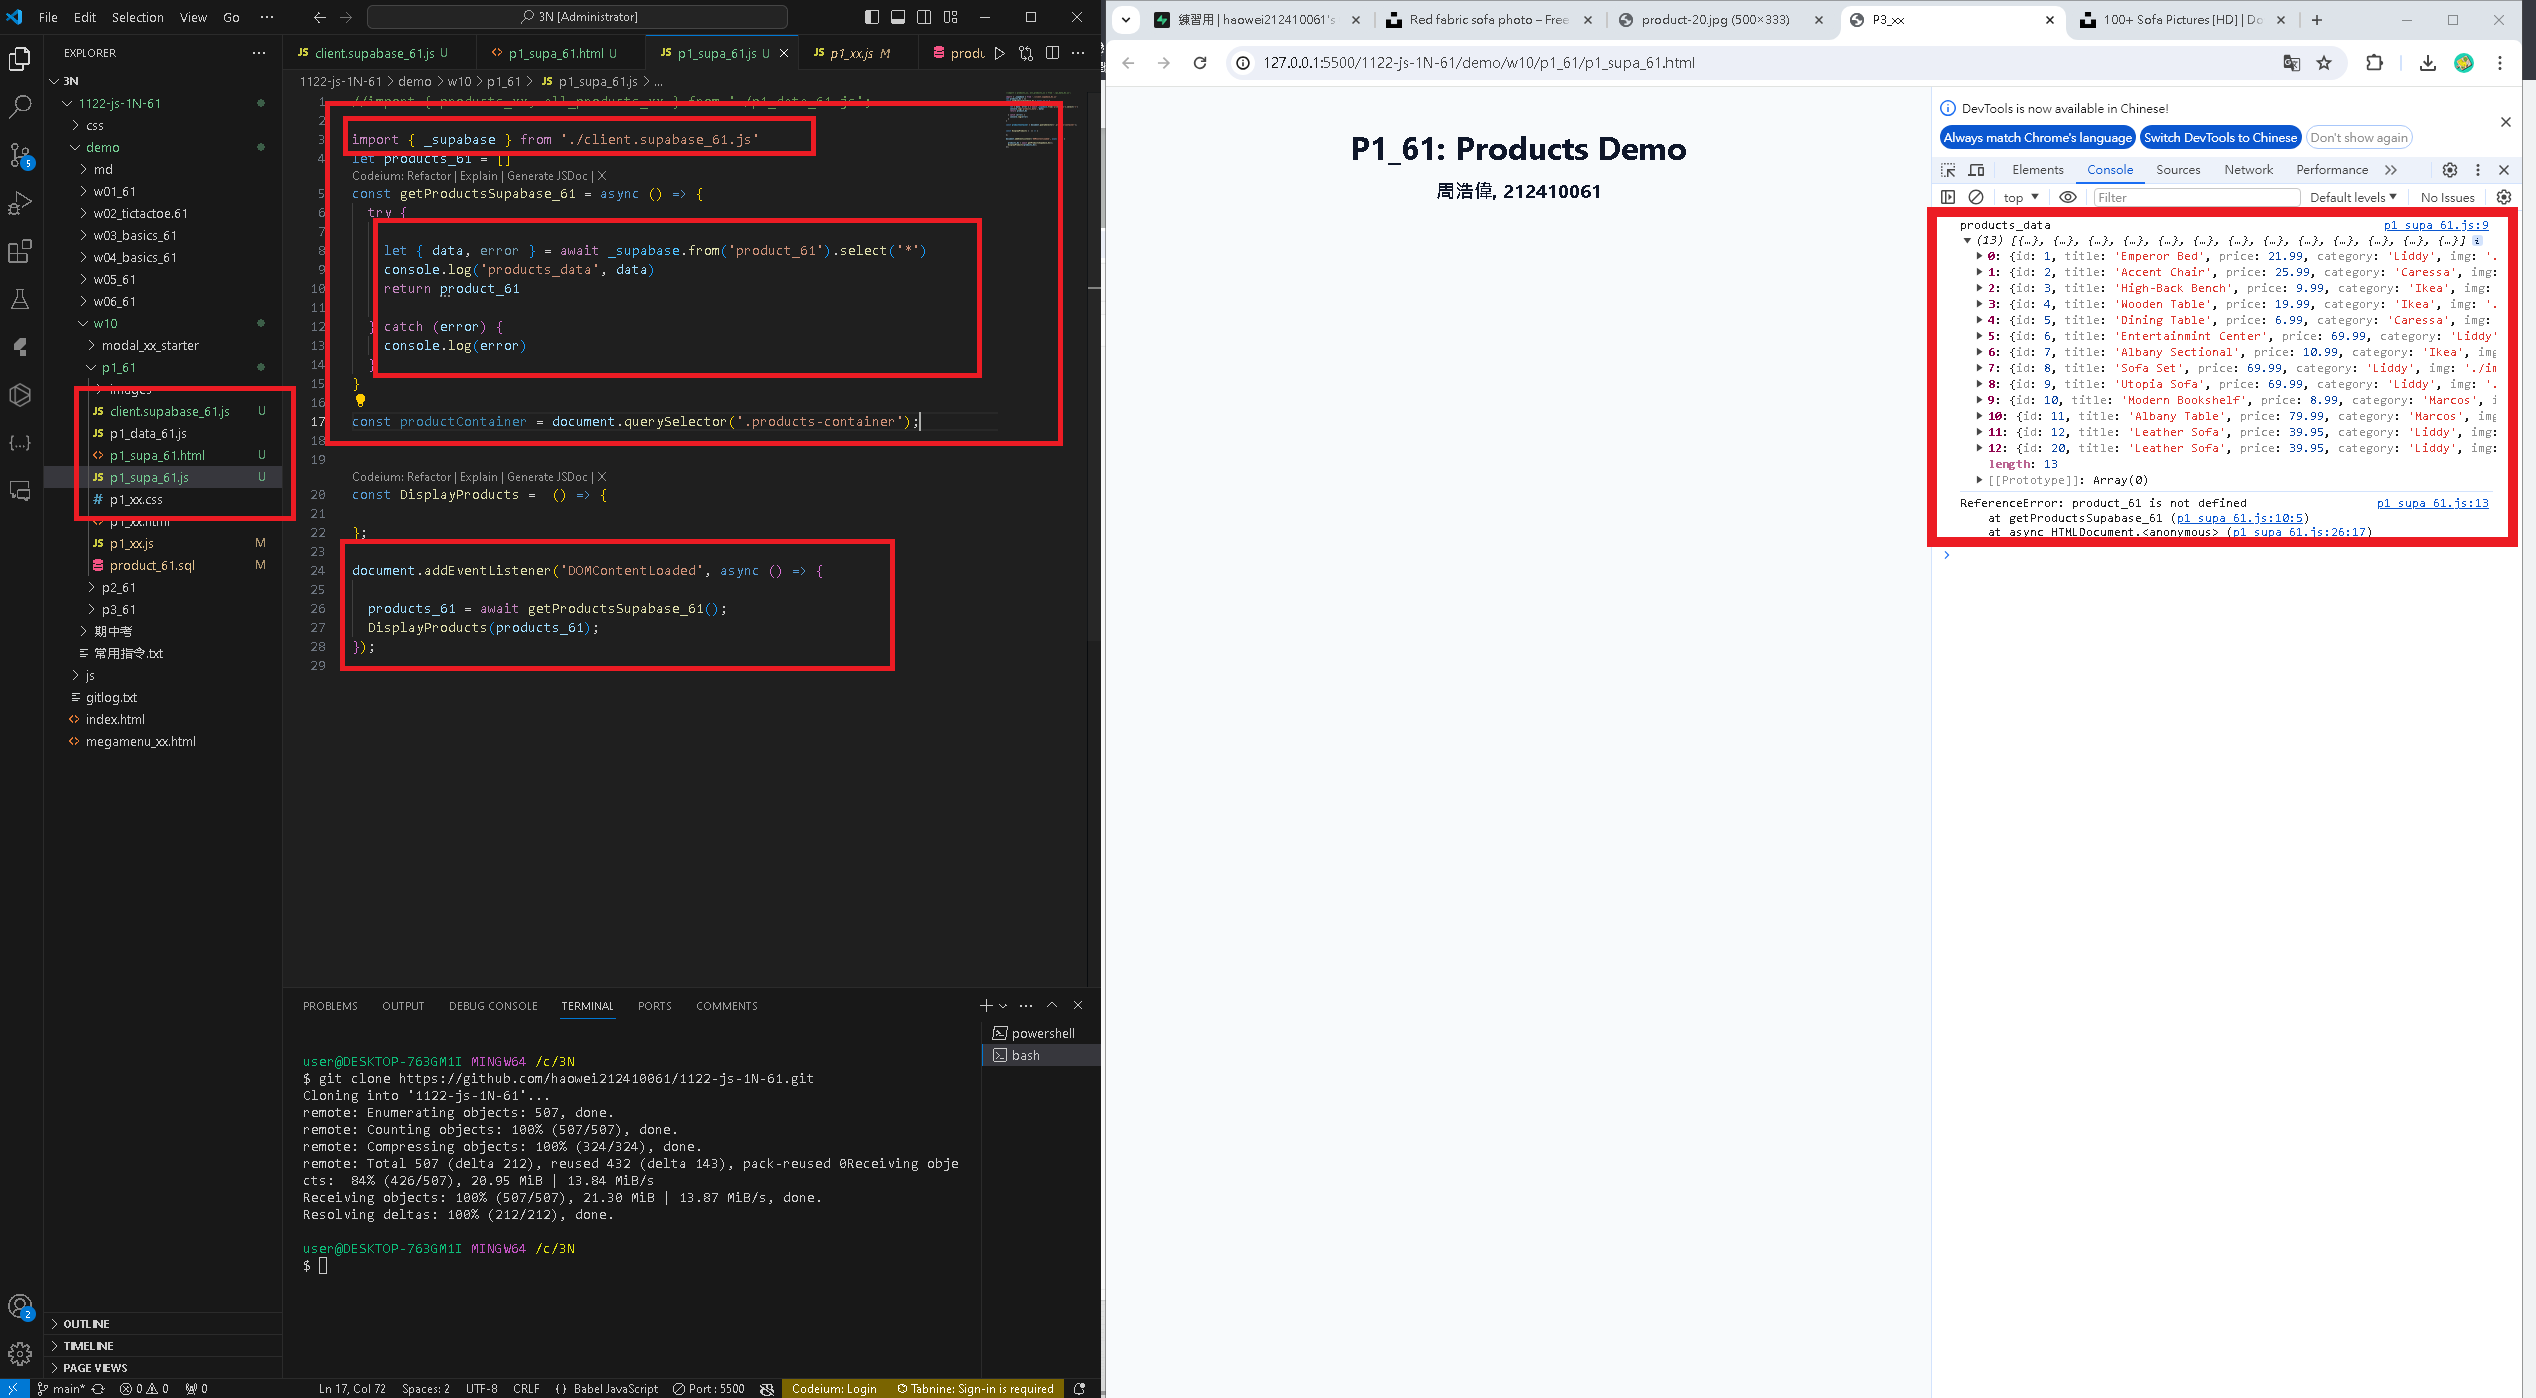 File Edit Selection View Go ···
3N [Administrator]
EXPLORER ···
3N
1122-js-1N-61
css
demo
md
w01_61
w02_tictactoe.61
w03_basics_61
w04_basics_61
w05_61
w06_61
w10
modal_xx_starter
p1_61
images
JS client.supabase_61.js U
JS p1_data_61.js
<> p1_supa_61.html U
JS p1_supa_61.js U
# p1_xx.css
<> p1_xx.html
JS p1_xx.js M
product_61.sql M
p2_61
p3_61
期中考
常用指令.txt
js
gitlog.txt
<> index.html
<> megamenu_xx.html
OUTLINE
TIMELINE
PAGE VIEWS
5
2
JS client.supabase_61.js U
<> p1_supa_61.html U
JS p1_supa_61.js U
JS p1_xx.js M
produ
1122-js-1N-61 > demo > w10 > p1_61 > JS p1_supa_61.js > ...
1 //import { products_xx, all_products_xx } from './p1_data_61.js';
2
3 import { _supabase } from './client.supabase_61.js'
4 let products_61 = []
Codeium: Refactor | Explain | Generate JSDoc | X
5 const getProductsSupabase_61 = async () => {
6 try {
7
8 let { data, error } = await _supabase.from('product_61').select('*')
9 console.log('products_data', data)
10 return product_61
11
12 } catch (error) {
13 console.log(error)
14 }
15 }
16
17 const productContainer = document.querySelector('.products-container');
18
19
Codeium: Refactor | Explain | Generate JSDoc | X
20 const DisplayProducts = () => {
21
22 };
23
24 document.addEventListener('DOMContentLoaded', async () => {
25
26 products_61 = await getProductsSupabase_61();
27 DisplayProducts(products_61);
28 });
29
PROBLEMS OUTPUT DEBUG CONSOLE TERMINAL PORTS COMMENTS
powershell
bash
user@DESKTOP-763GM1I MINGW64 /c/3N
$ git clone https://github.com/haowei212410061/1122-js-1N-61.git
Cloning into '1122-js-1N-61'...
remote: Enumerating objects: 507, done.
remote: Counting objects: 100% (507/507), done.
remote: Compressing objects: 100% (324/324), done.
remote: Total 507 (delta 212), reused 432 (delta 143), pack-reused 0Receiving obje
cts: 84% (426/507), 20.95 MiB | 13.84 MiB/s
Receiving objects: 100% (507/507), 21.30 MiB | 13.87 MiB/s, done.
Resolving deltas: 100% (212/212), done.
user@DESKTOP-763GM1I MINGW64 /c/3N
$
main* 0 0 0 Ln 17, Col 72 Spaces: 2 UTF-8 CRLF {} Babel JavaScript Port : 5500 Codeium: Login Tabnine: Sign-in is required
練習用 | haowei212410061's
Red fabric sofa photo – Free
product-20.jpg (500×333)
P3_xx
100+ Sofa Pictures [HD] | Do
127.0.0.1:5500/1122-js-1N-61/demo/w10/p1_61/p1_supa_61.html
P1_61: Products Demo
周浩偉, 212410061
DevTools is now available in Chinese!
Always match Chrome's language Switch DevTools to Chinese Don't show again
Elements Console Sources Network Performance
top Filter Default levels No Issues
products_data p1_supa_61.js:9
(13) [{…}, {…}, {…}, {…}, {…}, {…}, {…}, {…}, {…}, {…}, {…}, {…}, {…}]
0: {id: 1, title: 'Emperor Bed', price: 21.99, category: 'Liddy', img: '.
1: {id: 2, title: 'Accent Chair', price: 25.99, category: 'Caressa', img:
2: {id: 3, title: 'High-Back Bench', price: 9.99, category: 'Ikea', img:
3: {id: 4, title: 'Wooden Table', price: 19.99, category: 'Ikea', img: '.
4: {id: 5, title: 'Dining Table', price: 6.99, category: 'Caressa', img:
5: {id: 6, title: 'Entertainmint Center', price: 69.99, category: 'Liddy'
6: {id: 7, title: 'Albany Sectional', price: 10.99, category: 'Ikea', im
7: {id: 8, title: 'Sofa Set', price: 69.99, category: 'Liddy', img: './i
8: {id: 9, title: 'Utopia Sofa', price: 69.99, category: 'Liddy', img: '.
9: {id: 10, title: 'Modern Bookshelf', price: 8.99, category: 'Marcos', i
10: {id: 11, title: 'Albany Table', price: 79.99, category: 'Marcos', img
11: {id: 12, title: 'Leather Sofa', price: 39.95, category: 'Liddy', img:
12: {id: 20, title: 'Leather Sofa', price: 39.95, category: 'Liddy', img:
length: 13
[[Prototype]]: Array(0)
ReferenceError: product_61 is not defined p1_supa_61.js:13
at getProductsSupabase_61 (p1_supa_61.js:10:5)
at async HTMLDocument.<anonymous> (p1_supa_61.js:26:17)